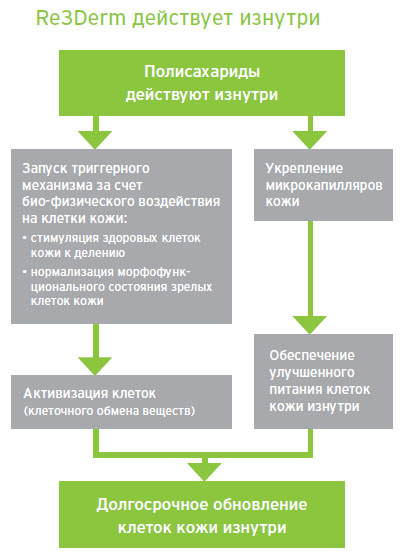 Re3Derm действует изнутри
Полисахариды
действуют изнутри
Запуск триггерного
механизма за счет
био-физического воздействия
на клетки кожи:
• стимуляция здоровых клеток
кожи к делению
• нормализация морфофунк-
ционального состояния зрелых
клеток кожи
Укрепление
микрокапилляров
кожи
Активизация клеток
(клеточного обмена веществ)
Обеспечение
улучшенного
питания клеток
кожи изнутри
Долгосрочное обновление
клеток кожи изнутри